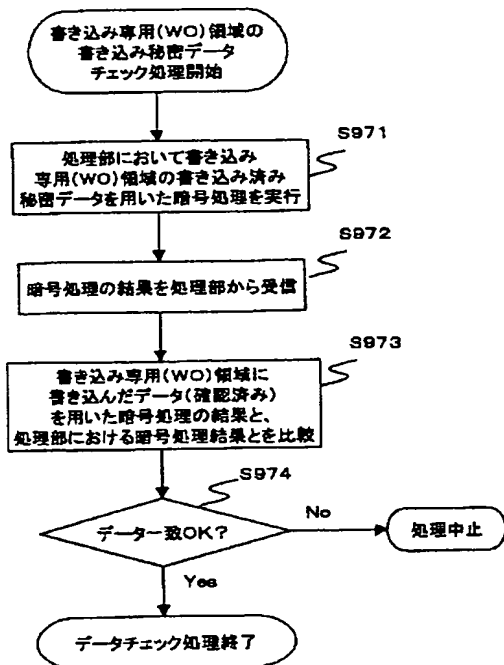 書き込み専用(WO)領域の
書き込み秘密データ
チェック処理開始
S971
処理部において書き込み
専用(WO)領域の書き込み済み
秘密データを用いた暗号処理を実行
S972
暗号処理の結果を処理部から受信
S973
書き込み専用(WO)領域に
書き込んだデータ(確認済み)
を用いた暗号処理の結果と、
処理部における暗号処理結果とを比較
S974
データ一致OK?
No
処理中止
Yes
データチェック処理終了